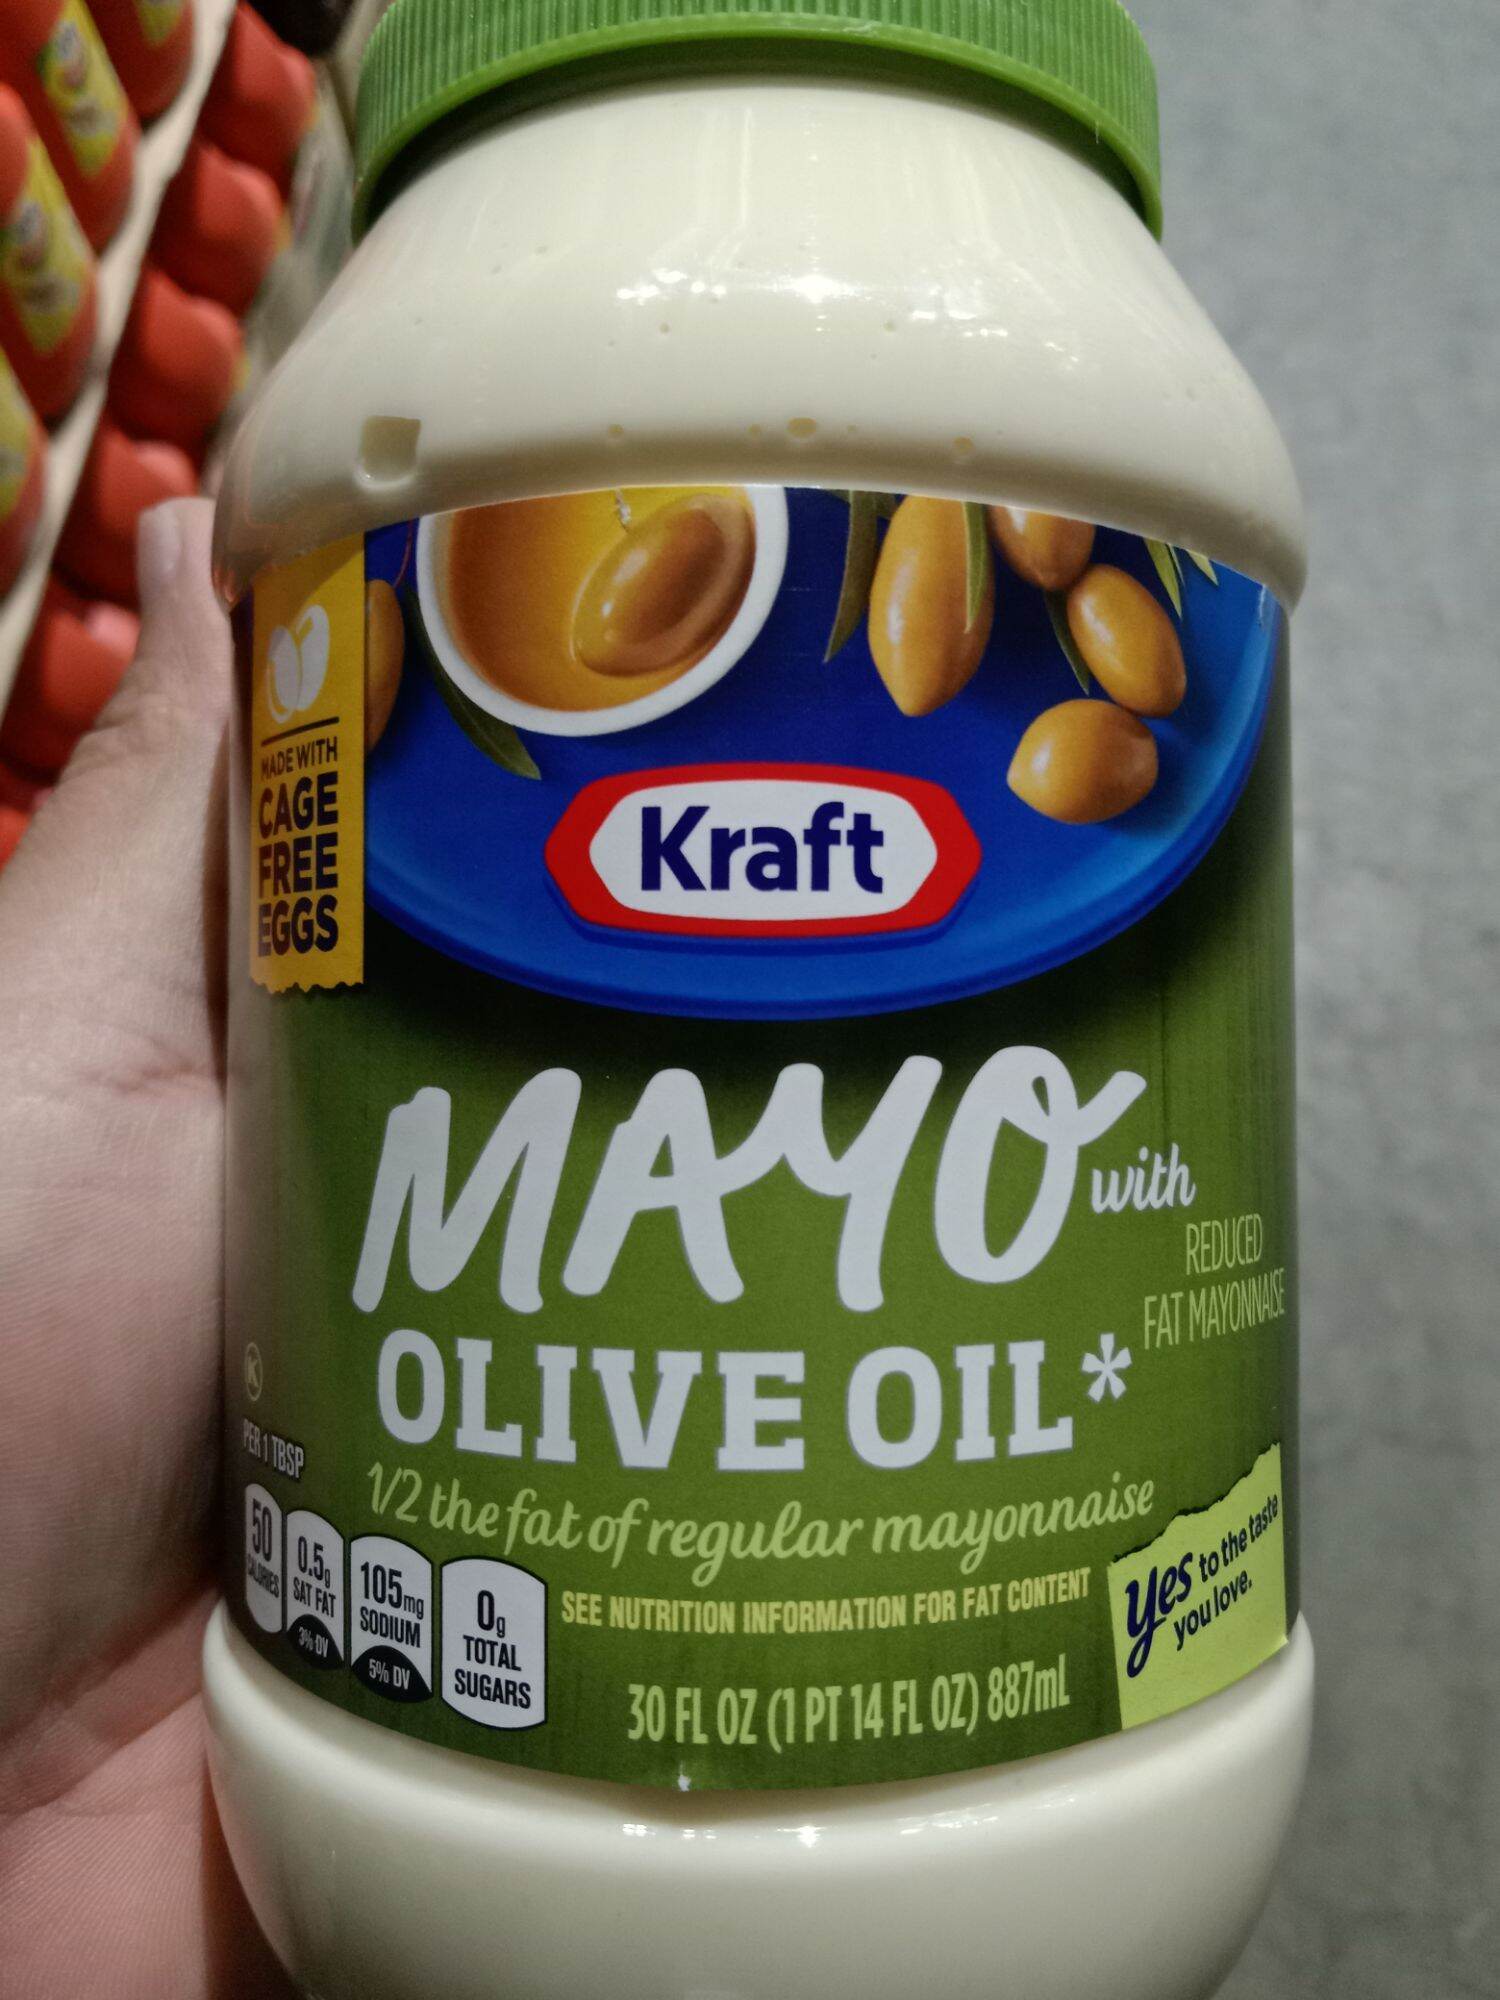 Kraft
MADE WITH
CAGE
FREE
EGGS
MAYO with
REDUCED
FAT MAYONNAISE
OLIVE OIL*
1/2 the fat of regular mayonnaise
SEE NUTRITION INFORMATION FOR FAT CONTENT
K
PER 1 TBSP
50
CALORIES
0.5g
SAT FAT
3% DV
105mg
SODIUM
5% DV
0g
TOTAL
SUGARS
30 FL OZ (1 PT 14 FL OZ) 887mL
yes to the taste
you love.